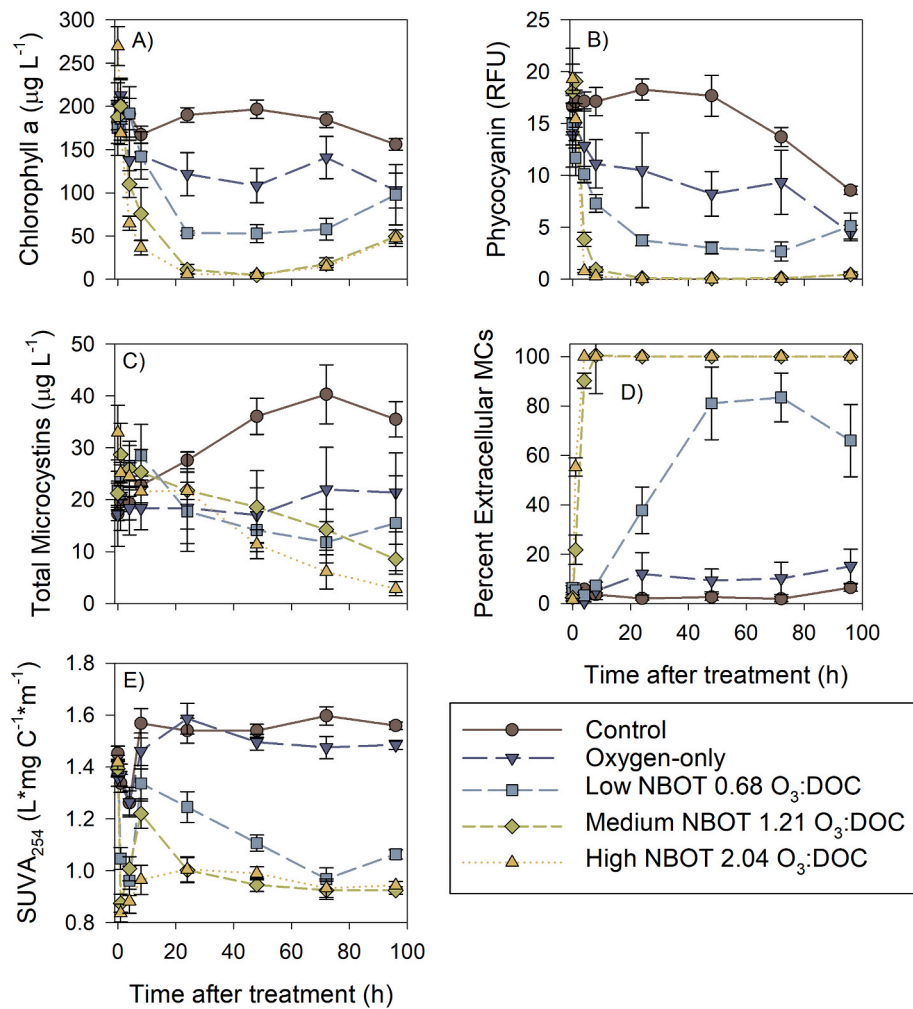 A)
Chlorophyll a (µg L⁻¹)
300
250
200
150
100
50
0
B)
Phycocyanin (RFU)
25
20
15
10
5
0
C)
Total Microcystins (µg L⁻¹)
50
40
30
20
10
0
D)
Percent Extracellular MCs
100
80
60
40
20
0
0 20 40 60 80 100
Time after treatment (h)
E)
SUVA₂₅₄ (L*mg C⁻¹*m⁻¹)
1.8
1.6
1.4
1.2
1.0
0.8
0 20 40 60 80 100
Time after treatment (h)
Control
Oxygen-only
Low NBOT 0.68 O₃:DOC
Medium NBOT 1.21 O₃:DOC
High NBOT 2.04 O₃:DOC